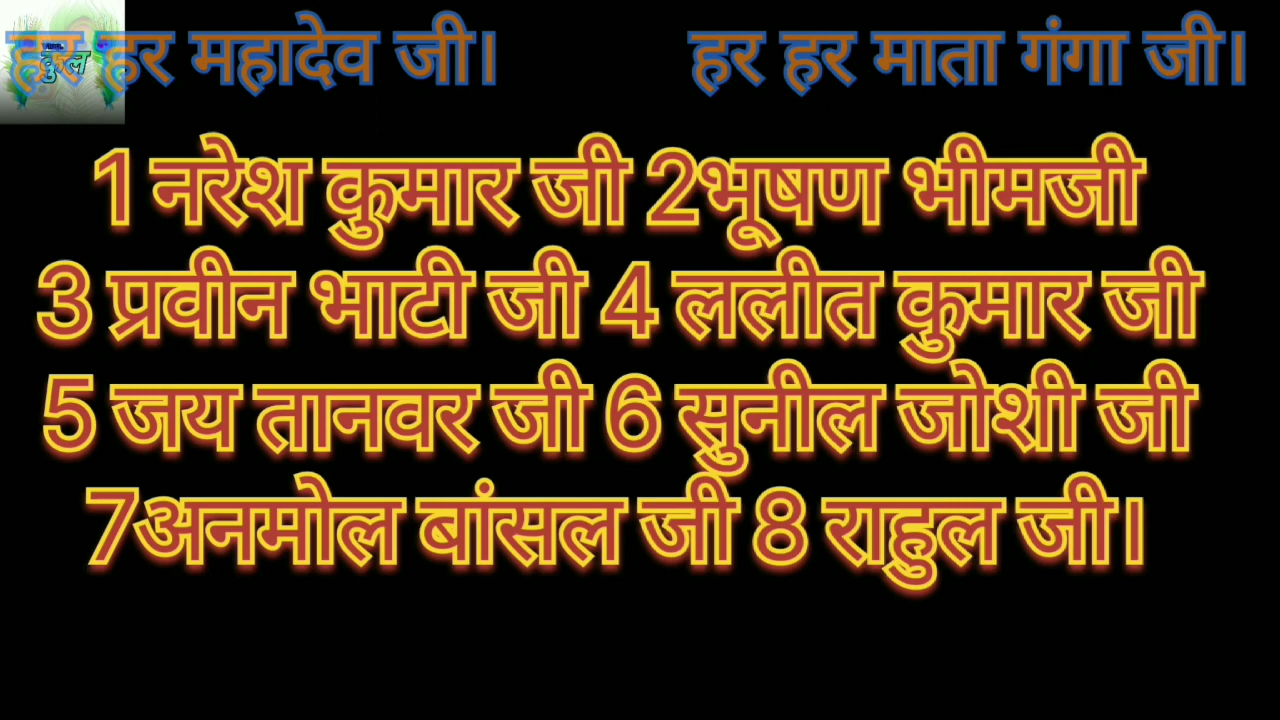 हर हर महादेव जी। हर हर माता गंगा जी।
कुल
1 नरेश कुमार जी 2भूषण भीमजी
3 प्रवीन भाटी जी 4 ललीत कुमार जी
5 जय तानवर जी 6 सुनील जोशी जी
7अनमोल बांसल जी 8 राहुल जी।